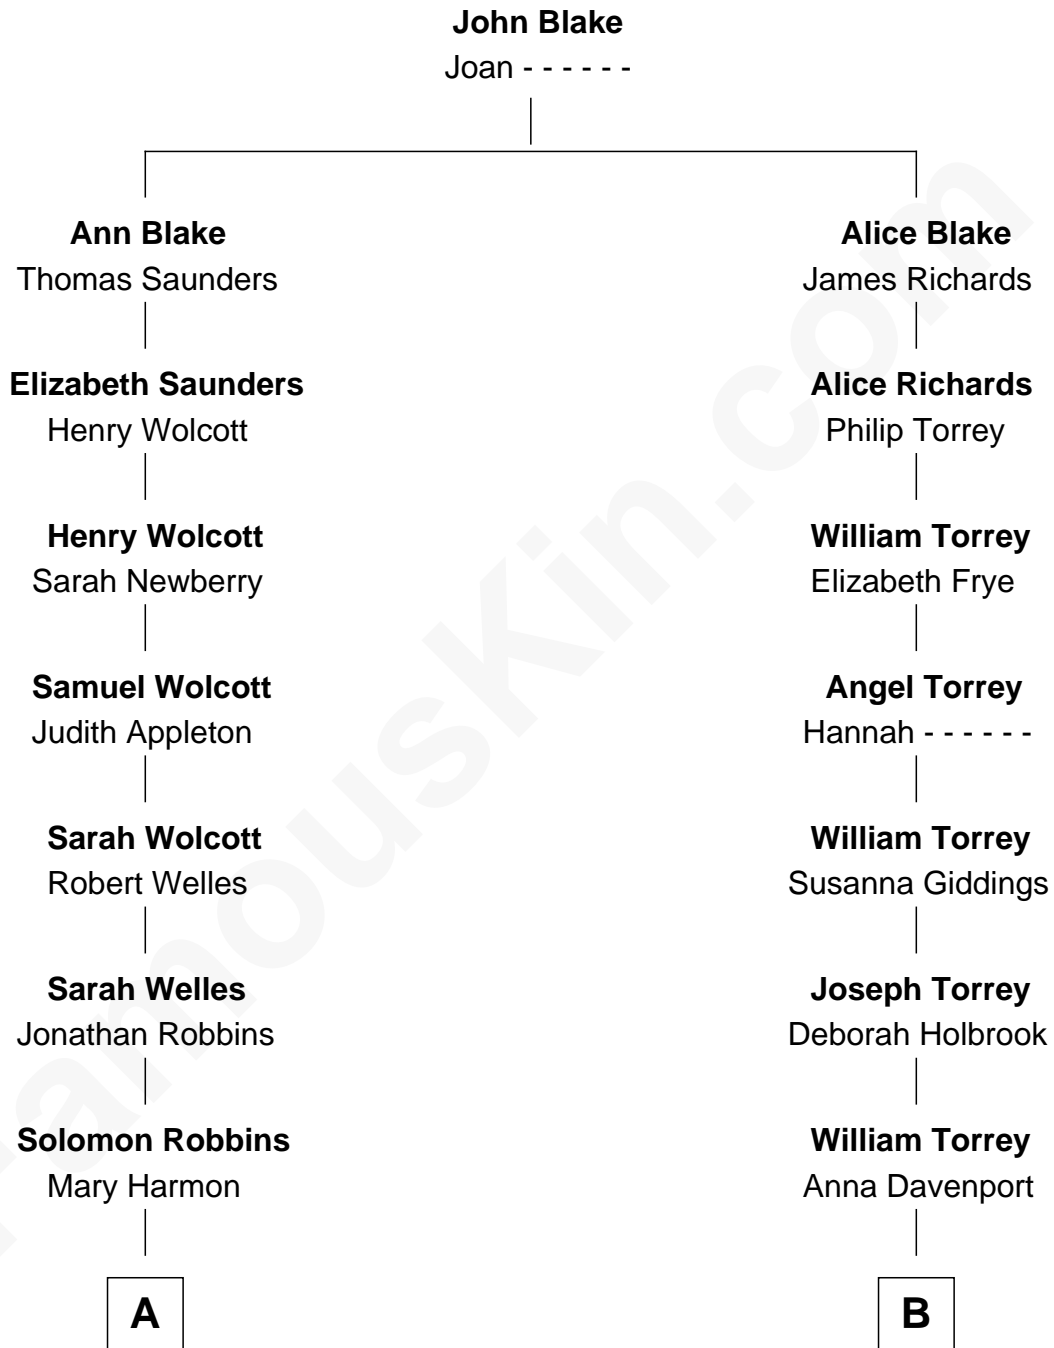 John Blake
Joan - - - - - -
Ann Blake
Thomas Saunders
Alice Blake
James Richards
Elizabeth Saunders
Henry Wolcott
Alice Richards
Philip Torrey
Henry Wolcott
Sarah Newberry
William Torrey
Elizabeth Frye
Samuel Wolcott
Judith Appleton
Angel Torrey
Hannah - - - - - -
Sarah Wolcott
Robert Welles
William Torrey
Susanna Giddings
Sarah Welles
Jonathan Robbins
Joseph Torrey
Deborah Holbrook
Solomon Robbins
Mary Harmon
William Torrey
Anna Davenport
A
B
FamousKin.com